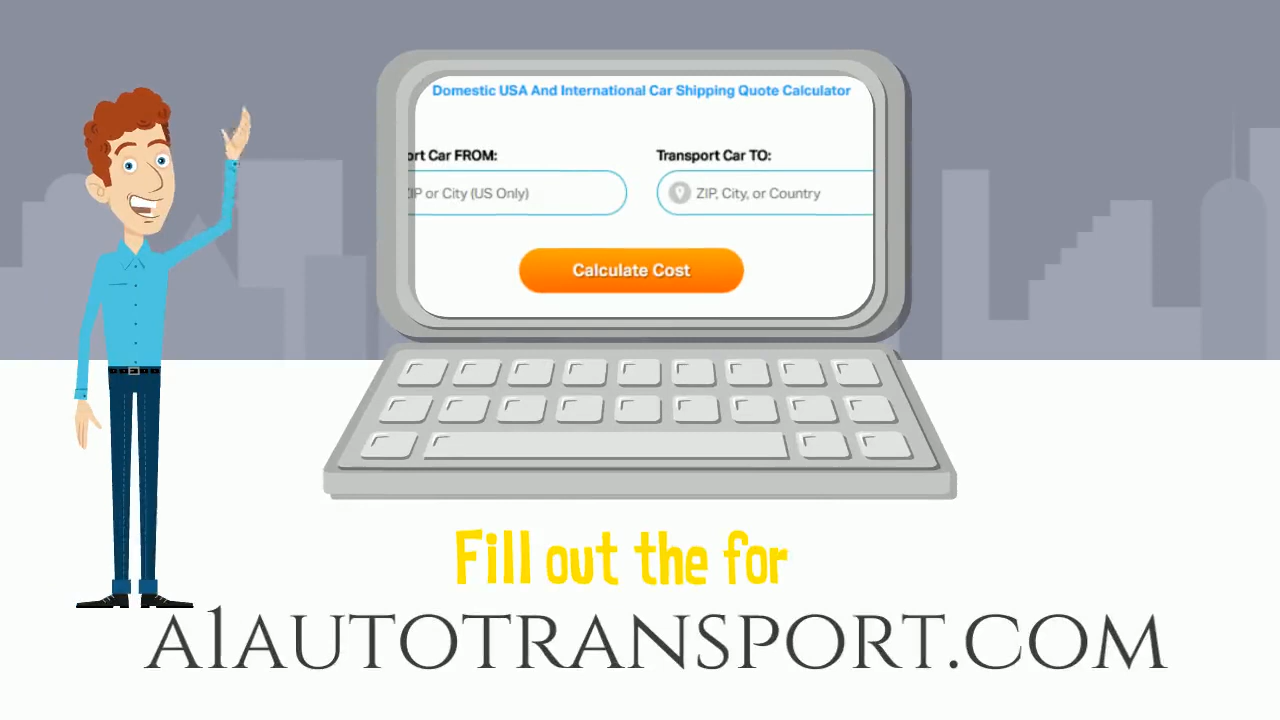 Domestic USA And International Car Shipping Quote Calculator
ort Car FROM: Transport Car TO:
IP or City (US Only) ZIP, City, or Country
Calculate Cost
Fill out the for
A1AUTOTRANSPORT.COM